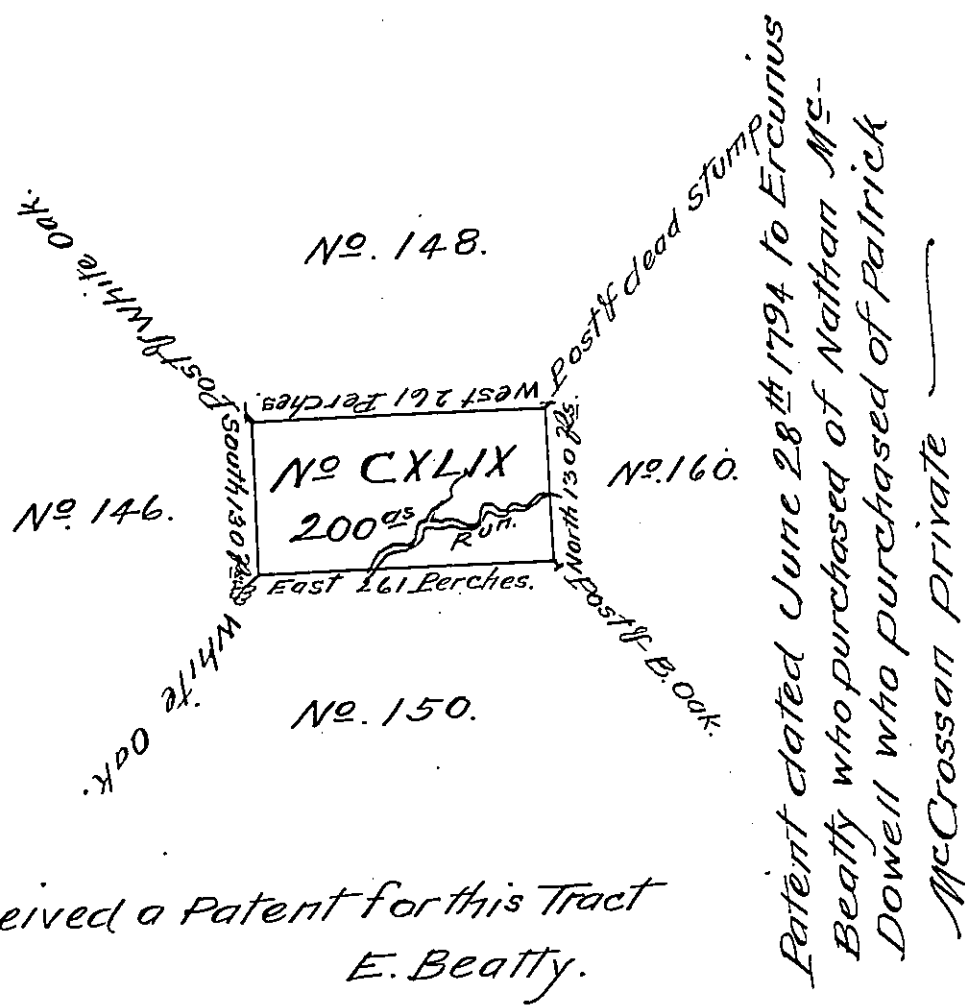 No. 148.
Post & White Oak.
Post & dead stump
West 261 Perches.
South 130
No CXLIX
200 as
Run.
North 130 ps.
No. 146.
No. 160.
East 261 Perches.
White Oak.
Post & B. Oak.
No. 150.
Patent dated June 28th 1794 to Ercurius
Beatty who purchased of Nathan Mc-
Dowell who purchased of Patrick
McCrossan private
eived a Patent for this Tract
E. Beatty.